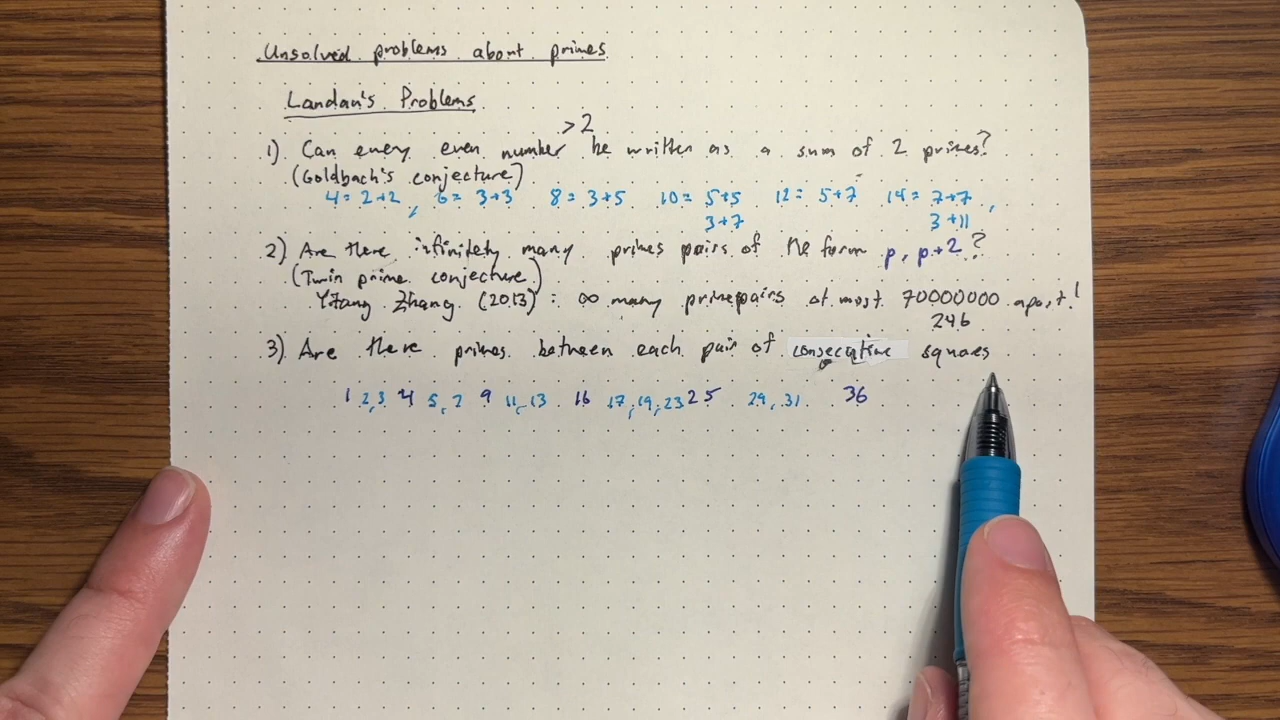 Unsolved problems about primes
Landau's Problems
>2
1) Can every even number be written as a sum of 2 primes?
(Goldbach's conjecture)
4=2+2, 6=3+3 8=3+5 10=5+5 12=5+7 14=7+7,
3+7 3+11
2) Are there infinitely many primes pairs of the form p, p+2?
(Twin prime conjecture)
Yitang Zhang (2013): ∞ many prime pairs at most 70000000 apart!
246
3) Are there primes between each pair of consecutive squares
1 2,3 4 5,7 9 11,13 16 17,19,23 25 29,31 36